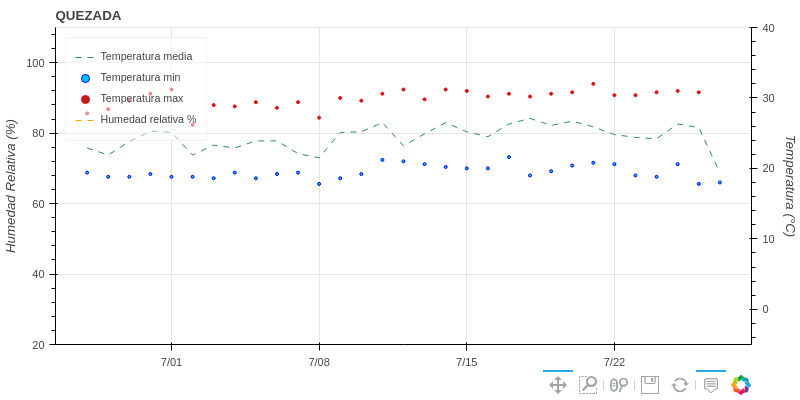 QUEZADA
Temperatura media
Temperatura min
Temperatura max
Humedad relativa %
Humedad Relativa (%)
100
80
60
40
20
40
30
20
10
0
Temperatura (°C)
7/01
7/08
7/15
7/22